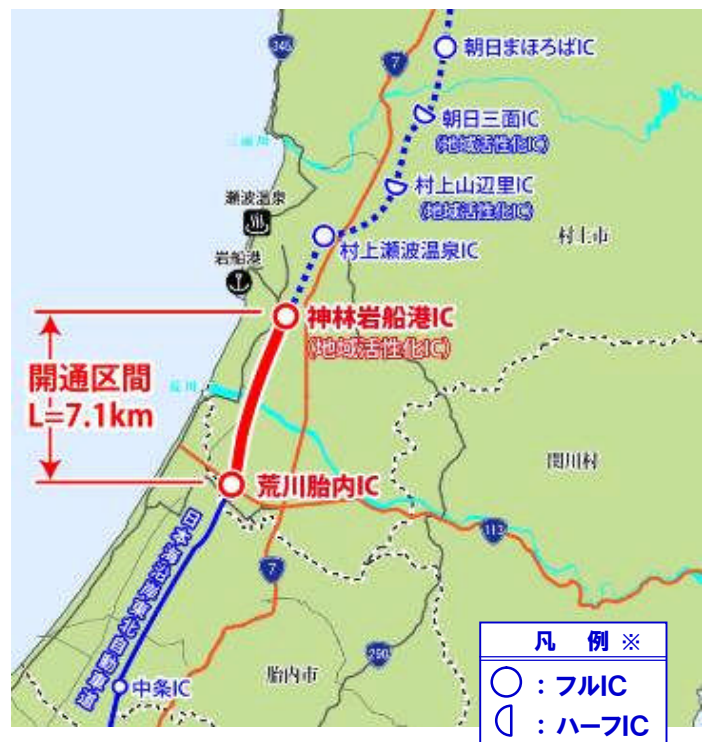 345
7
朝日まほろばIC
朝日三面IC
(地域活性化IC)
三面川
村上山辺里IC
(地域活性化IC)
瀬波温泉
村上瀬波温泉IC
村上市
岩船港
神林岩船港IC
(地域活性化IC)
開通区間
L=7.1km
荒川
荒川胎内IC
関川村
113
日本海沿岸東北自動車道
7
290
胎内市
中条IC
凡 例 ※
○ : フルIC
: ハーフIC